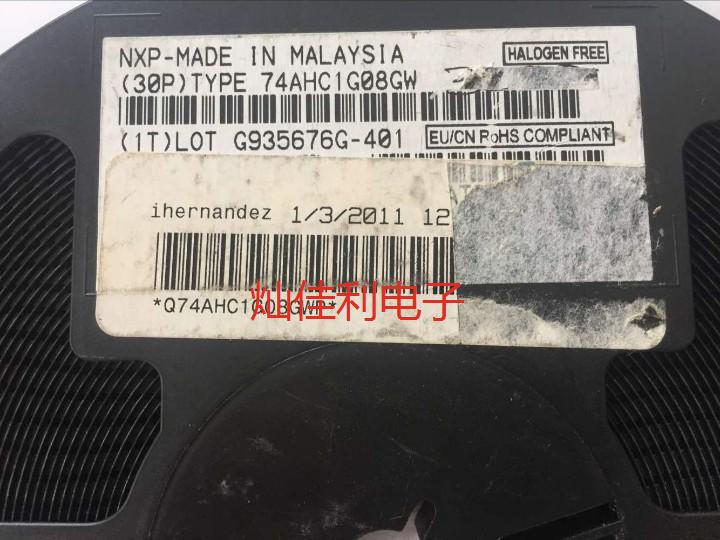 NXP-MADE IN MALAYSIA
HALOGEN FREE
(30P)TYPE 74AHC1G08GW
(1T)LOT G935676G-401
EU/CN RoHS COMPLIANT
ihernandez 1/3/2011 12
灿佳利电子
*Q74AHC1G08GWR*